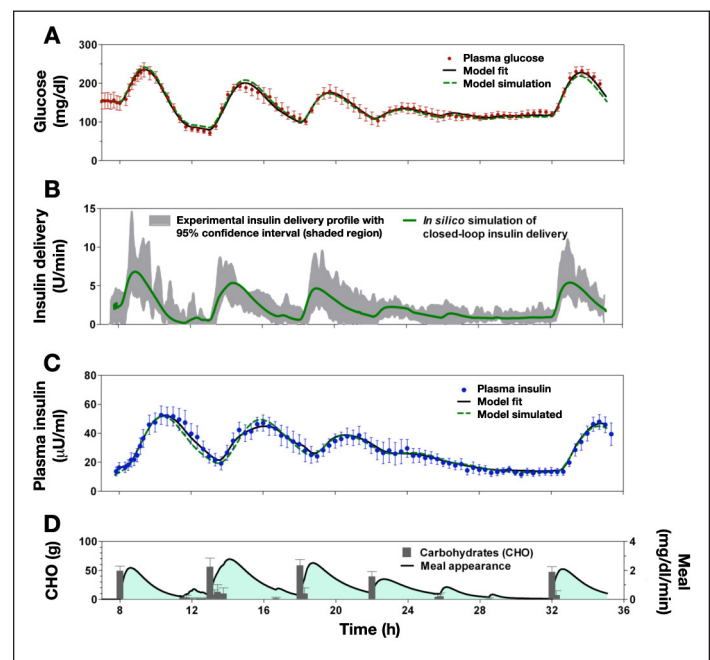 A
Glucose
(mg/dl)
300
200
100
0
Plasma glucose
Model fit
Model simulation
B
Insulin delivery
(U/min)
15
10
5
0
Experimental insulin delivery profile with
95% confidence interval (shaded region)
In silico simulation of
closed-loop insulin delivery
C
Plasma insulin
(μU/ml)
80
60
40
20
0
Plasma insulin
Model fit
Model simulated
D
CHO (g)
100
50
0
Carbohydrates (CHO)
Meal appearance
4
2
0
Meal
(mg/dl/min)
8 12 16 20 24 28 32 36
Time (h)